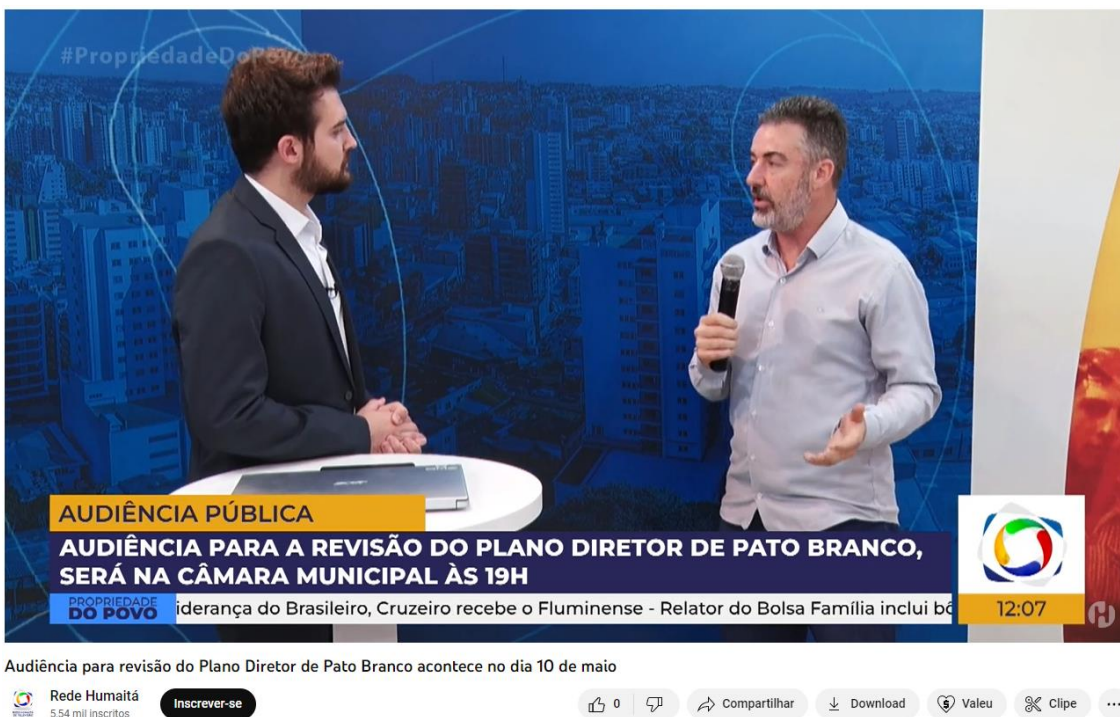 #PropriedadeDoPovo
acer
AUDIÊNCIA PÚBLICA
AUDIÊNCIA PARA A REVISÃO DO PLANO DIRETOR DE PATO BRANCO,
SERÁ NA CÂMARA MUNICIPAL ÀS 19H
PROPRIEDADE
DO POVO
iderança do Brasileiro, Cruzeiro recebe o Fluminense - Relator do Bolsa Família inclui bô
12:07
Audiência para revisão do Plano Diretor de Pato Branco acontece no dia 10 de maio
Rede Humaitá
5,54 mil inscritos
Inscrever-se
0
Compartilhar
Download
Valeu
Clipe